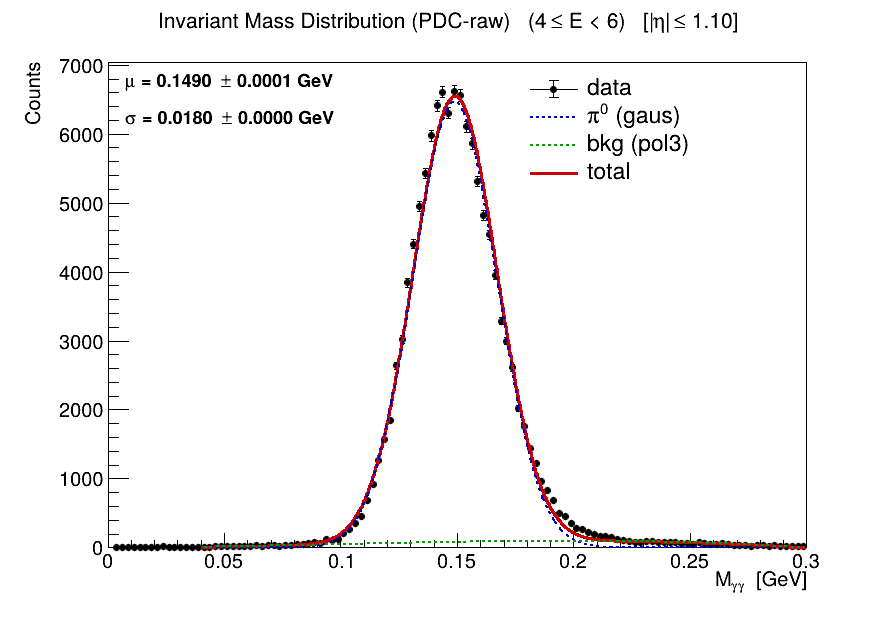 Invariant Mass Distribution (PDC-raw) (4 ≤ E < 6) [|η| ≤ 1.10]
Counts
7000
6000
5000
4000
3000
2000
1000
0
μ = 0.1490 ± 0.0001 GeV
σ = 0.0180 ± 0.0000 GeV
data
π⁰ (gaus)
bkg (pol3)
total
0 0.05 0.1 0.15 0.2 0.25 0.3
Mγγ [GeV]